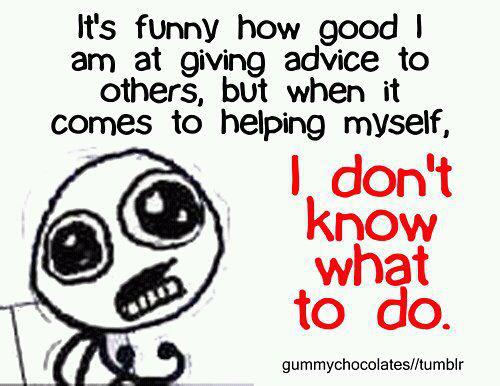 It's funny how good I
am at giving advice to
others, but when it
comes to helping myself,
I don't
know
what
to do.
gummychocolates//tumblr